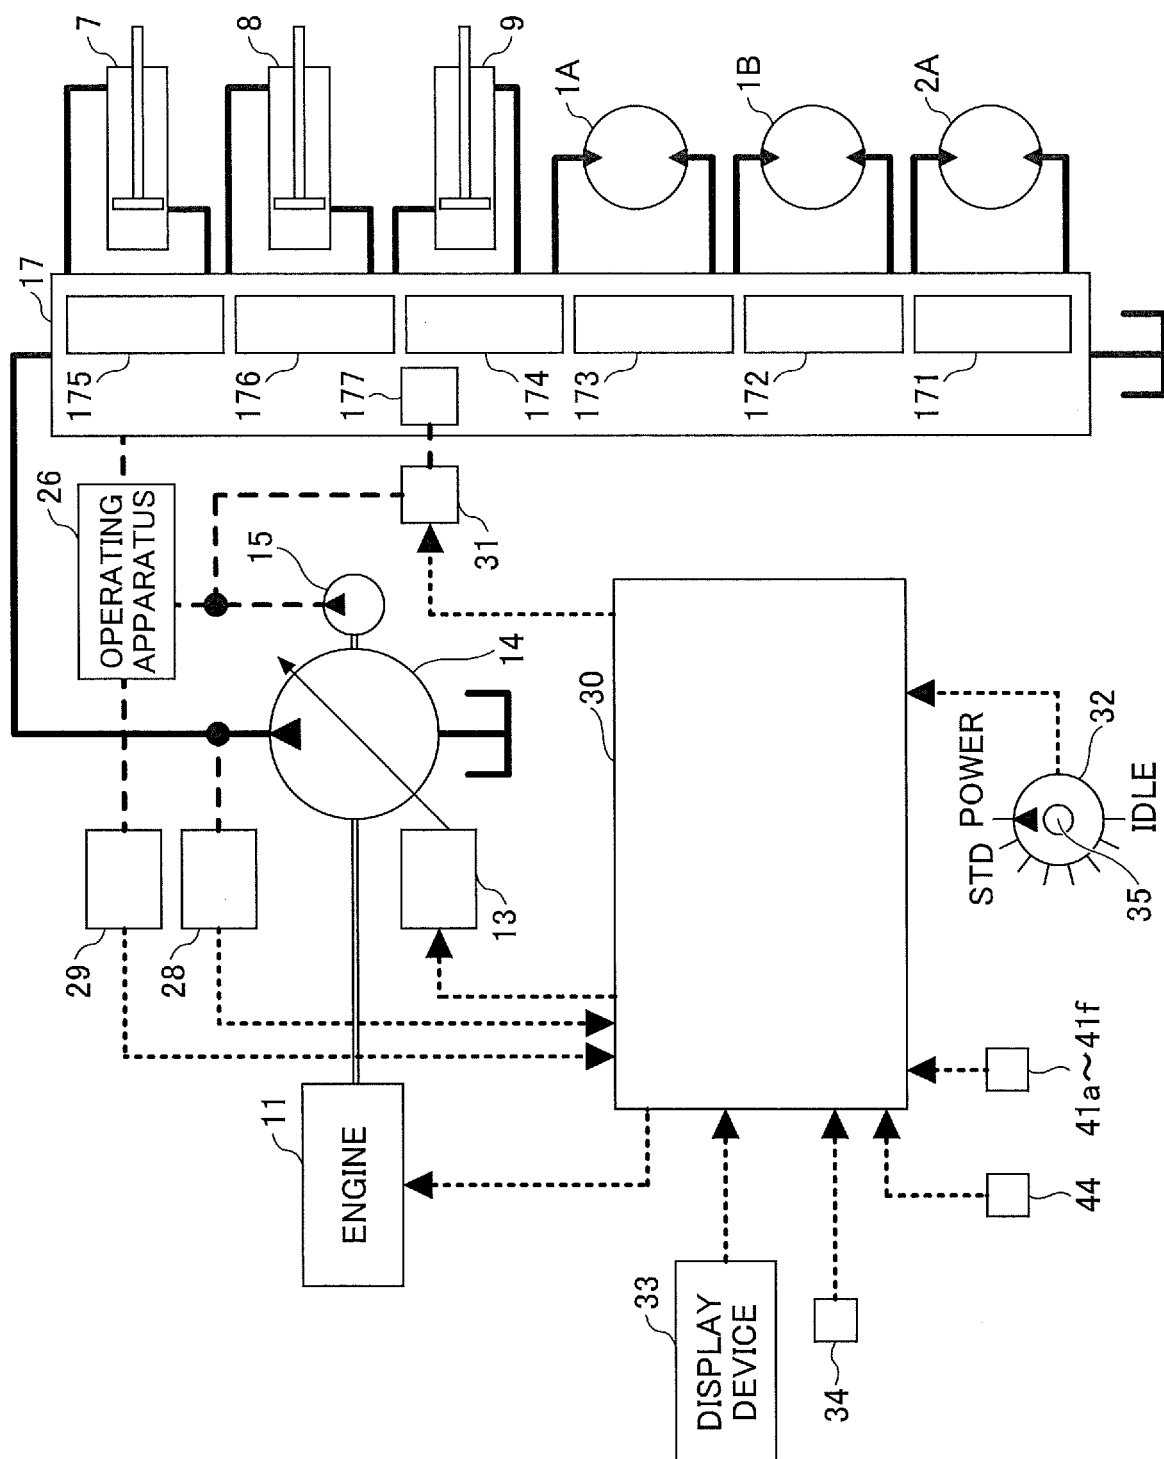 7
8
9
1A
1B
2A
17
175
176
177
174
173
172
171
26
OPERATING
APPARATUS
15
31
14
30
29
28
13
STD
POWER
IDLE
32
35
11
ENGINE
41a〜41f
44
33
DISPLAY
DEVICE
34